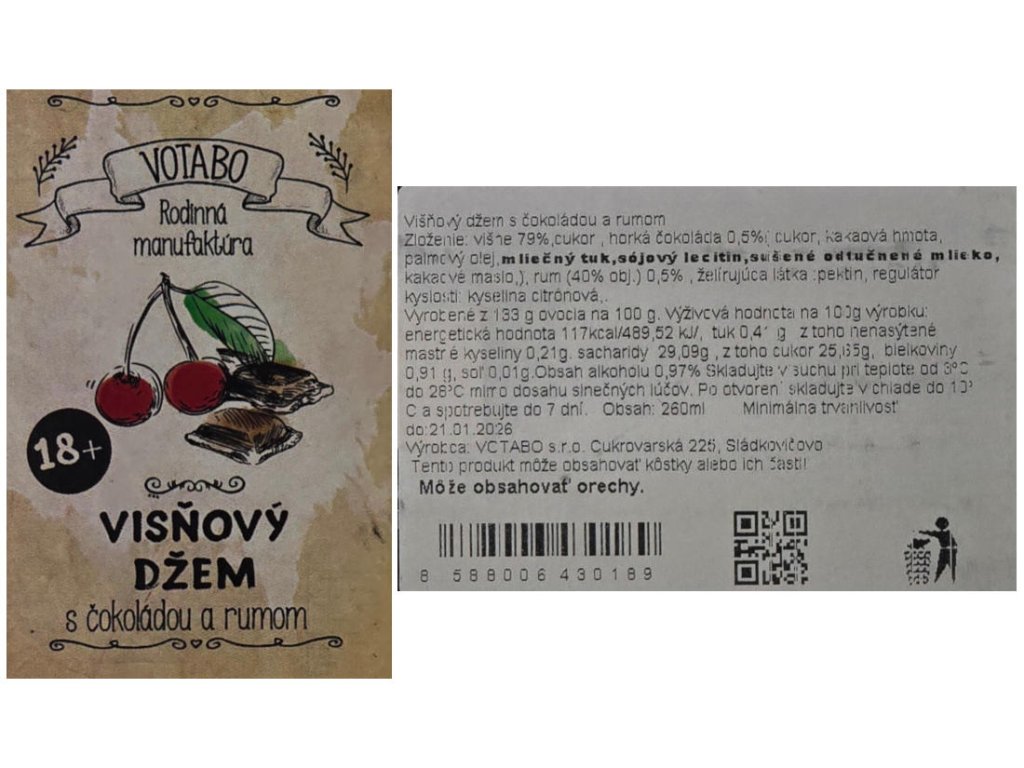 VOTABO
Rodinná
manufaktúra
18+
VISŇOVÝ
DŽEM
s čokoládou a rumom
Višňový džem s čokoládou a rumom
Zloženie: višne 79%,cukor , horká čokoláda 0,5%( cukor, kakaová hmota,
palmový olej,mliečný tuk,sójový lecitín,sušené odtučnené mlieko,
kakaové maslo,), rum (40% obj.) 0,5% , želírujúca látka :pektín, regulátor
kyslosti: kyselina citrónová,.
Vyrobené z 133 g ovocia na 100 g. Výživová hodnota na 100g výrobku:
energetická hodnota 117kcal/489,52 kJ/, tuk 0,41 g z toho nenasýtené
mastné kyseliny 0,21g. sacharidy 29,09g , z toho cukor 25,65g, bielkoviny
0,91 g, soľ 0,01g.Obsah alkoholu 0,97% Skladujte v suchu pri teplote od 3°C
do 28°C mimo dosahu slnečných lúčov. Po otvorení skladujte v chlade do 10°
C a spotrebujte do 7 dní. Obsah: 260ml Minimálna trvanlivosť
do:21.01.2026
Výrobca: VOTABO s.r.o. Cukrovarská 225, Sládkovičovo
Tento produkt môže obsahovať kôstky alebo ich časti!
Môže obsahovať orechy.
8 588006 430189